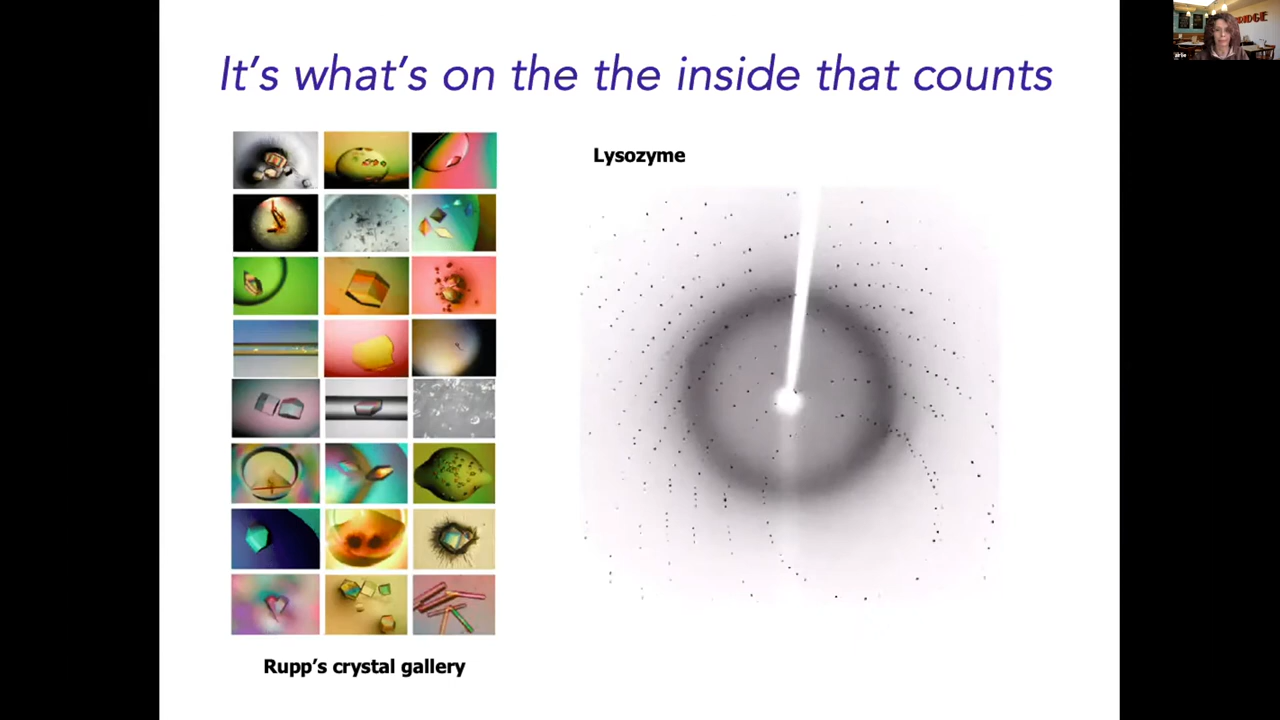 It's what's on the the inside that counts
Lysozyme
Rupp's crystal gallery